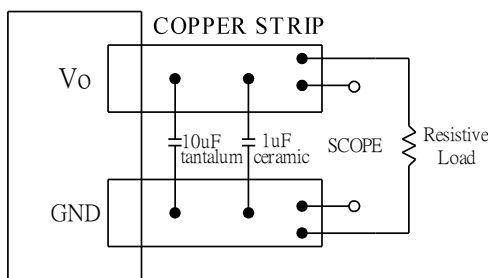 COPPER STRIP
Vo
10uF
tantalum
1uF
ceramic
SCOPE
Resistive
Load
GND